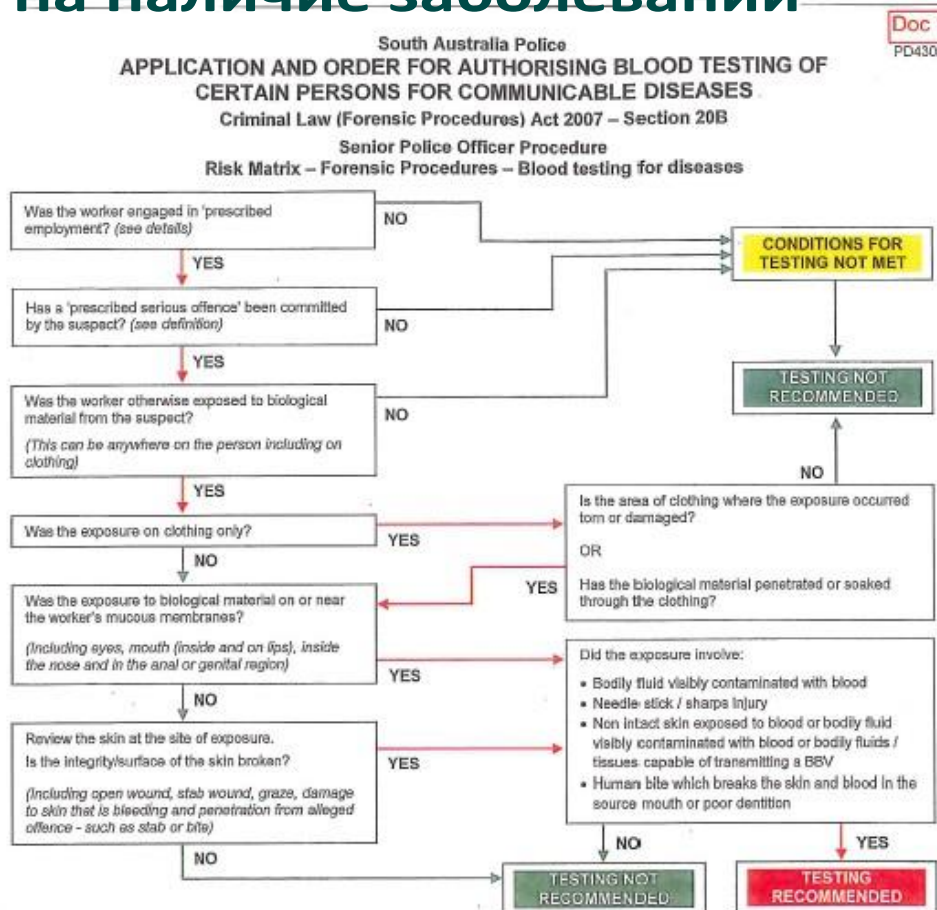 на наличие заболеваний
Doc
PD430
South Australia Police
APPLICATION AND ORDER FOR AUTHORISING BLOOD TESTING OF
CERTAIN PERSONS FOR COMMUNICABLE DISEASES
Criminal Law (Forensic Procedures) Act 2007 – Section 20B
Senior Police Officer Procedure
Risk Matrix – Forensic Procedures – Blood testing for diseases
Was the worker engaged in 'prescribed
employment? (see details)
NO
YES
CONDITIONS FOR
TESTING NOT MET
Has a 'prescribed serious offence' been committed
by the suspect? (see definition)
NO
YES
TESTING NOT
RECOMMENDED
Was the worker otherwise exposed to biological
material from the suspect?
(This can be anywhere on the person including on
clothing)
NO
YES
NO
Is the area of clothing where the exposure occurred
torn or damaged?
OR
Has the biological material penetrated or soaked
through the clothing?
Was the exposure on clothing only?
YES
NO
YES
Was the exposure to biological material on or near
the worker's mucous membranes?
(Including eyes, mouth (inside and on lips), inside
the nose and in the anal or genital region)
YES
NO
Did the exposure involve:
• Bodily fluid visibly contaminated with blood
• Needle stick / sharps injury
• Non intact skin exposed to blood or bodily fluid
visibly contaminated with blood or bodily fluids /
tissues capable of transmitting a BBV
• Human bite which breaks the skin and blood in the
source mouth or poor dentition
Review the skin at the site of exposure.
Is the integrity/surface of the skin broken?
(Including open wound, stab wound, graze, damage
to skin that is bleeding and penetration from alleged
offence - such as stab or bite)
YES
NO
NO
YES
TESTING NOT
RECOMMENDED
TESTING
RECOMMENDED